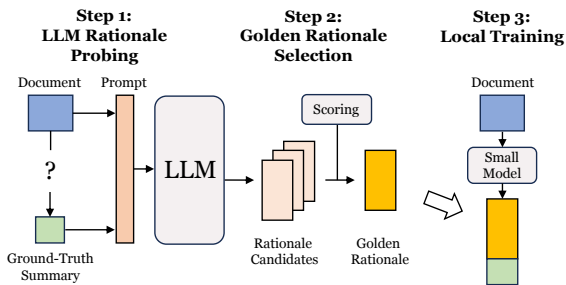 Step 1:
LLM Rationale
Probing
Step 2:
Golden Rationale
Selection
Step 3:
Local Training
Document
Prompt
?
Ground-Truth
Summary
LLM
Scoring
Rationale
Candidates
Golden
Rationale
Document
Small
Model